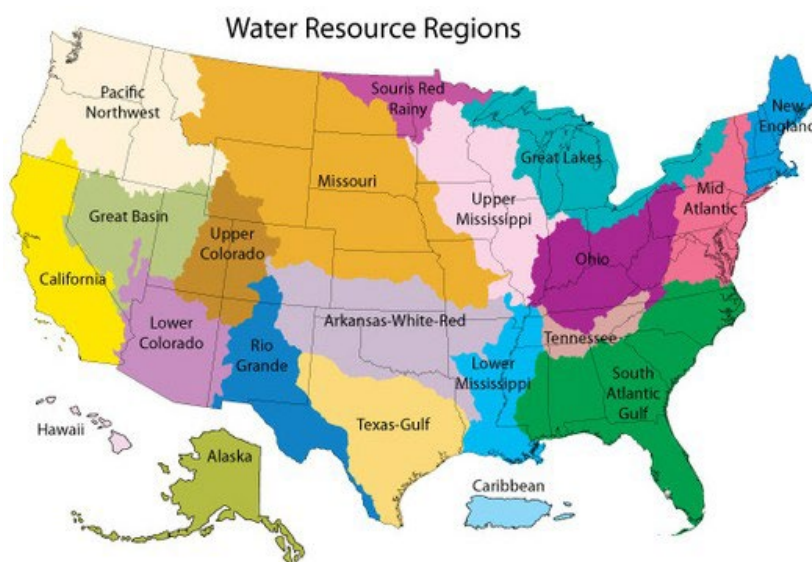 Water Resource Regions
Pacific
Northwest
Souris Red
Rainy
New
England
Great Lakes
Missouri
Upper
Mississippi
Mid
Atlantic
Great Basin
Upper
Colorado
Ohio
California
Lower
Colorado
Arkansas-White-Red
Tennessee
Rio
Grande
Lower
Mississippi
South
Atlantic
Gulf
Texas-Gulf
Hawaii
Alaska
Caribbean